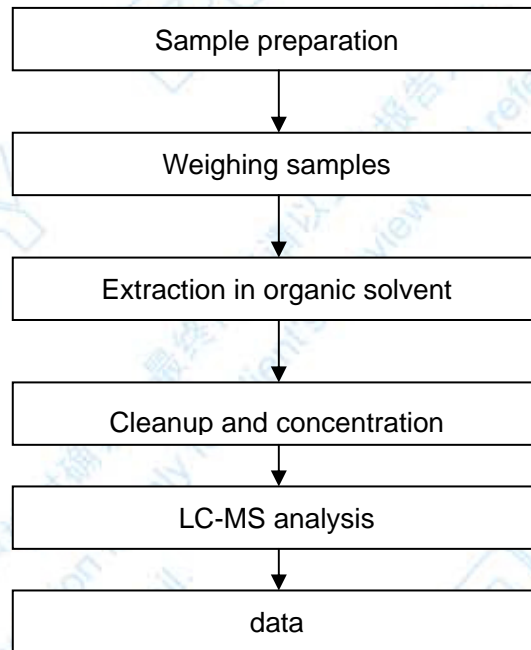 Sample preparation
Weighing samples
Extraction in organic solvent
Cleanup and concentration
LC-MS analysis
data